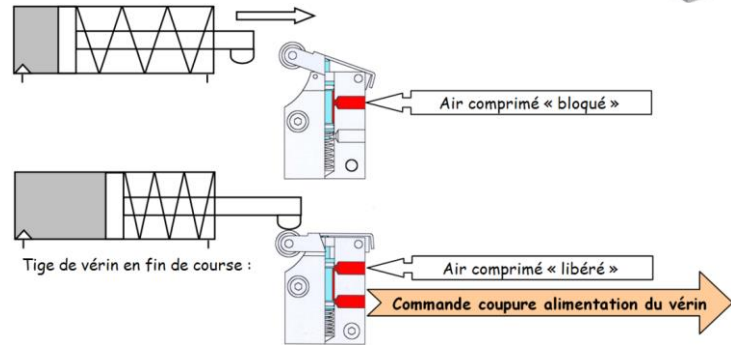 Air comprimé « bloqué »
Tige de vérin en fin de course :
Air comprimé « libéré »
Commande coupure alimentation du vérin